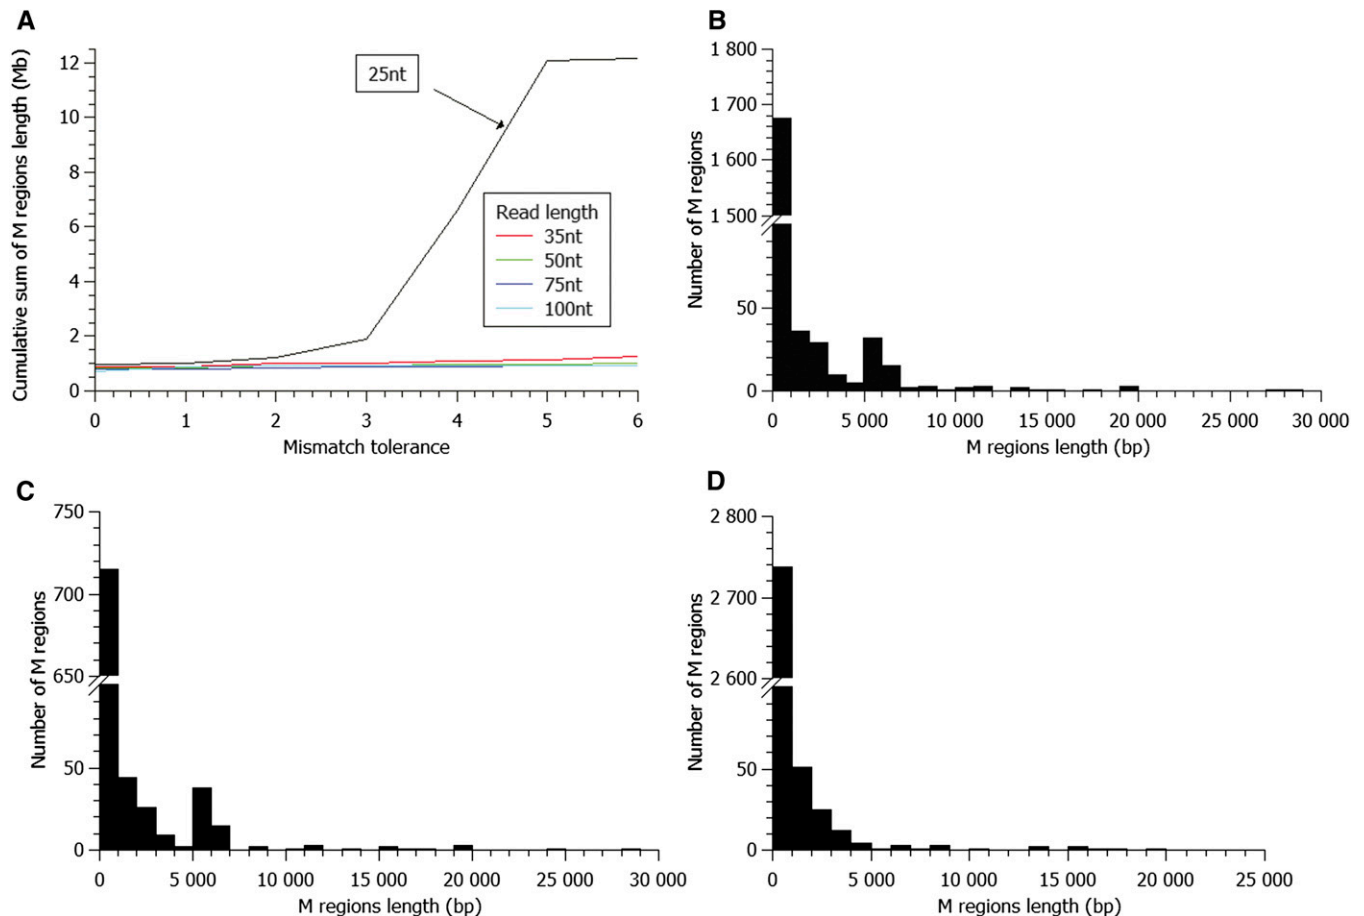 A
Cumulative sum of M regions length (Mb)
12
10
8
6
4
2
0
25nt
Read length
35nt
50nt
75nt
100nt
0 1 2 3 4 5 6
Mismatch tolerance
B
Number of M regions
1 800
1 700
1 600
1 500
50
0
0 5 000 10 000 15 000 20 000 25 000 30 000
M regions length (bp)
C
Number of M regions
750
700
650
50
0
0 5 000 10 000 15 000 20 000 25 000 30 000
M regions length (bp)
D
Number of M regions
2 800
2 700
2 600
50
0
0 5 000 10 000 15 000 20 000 25 000
M regions length (bp)